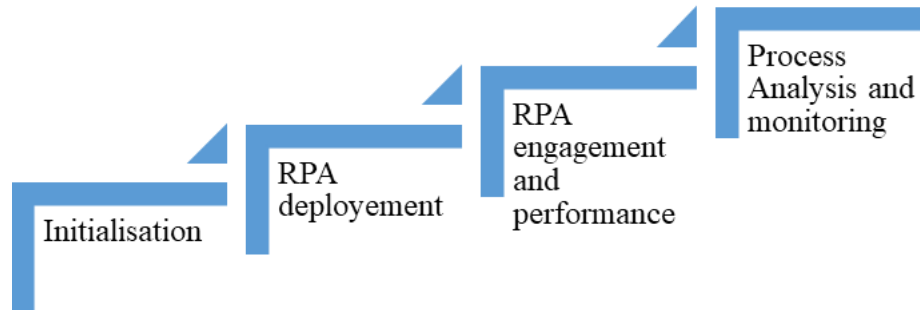 Initialisation
RPA
deployement
RPA
engagement
and
performance
Process
Analysis and
monitoring